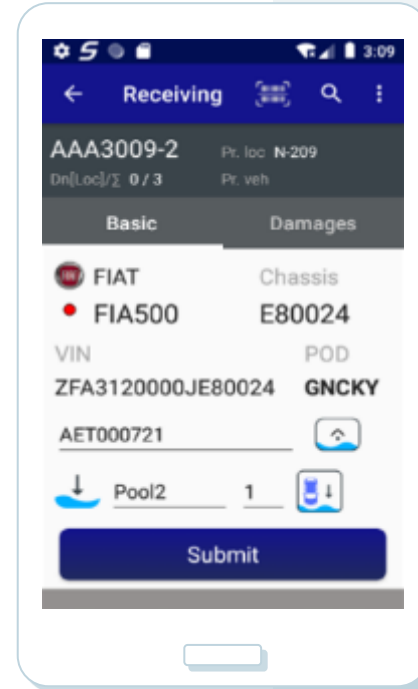 3:09
Receiving
AAA3009-2 Pr. loc N-209
Dn[Loc]/Σ 0 / 3 Pr. veh
Basic Damages
FIAT Chassis
FIA500 E80024
VIN POD
ZFA3120000JE80024 GNCKY
AET000721
Pool2 1
Submit